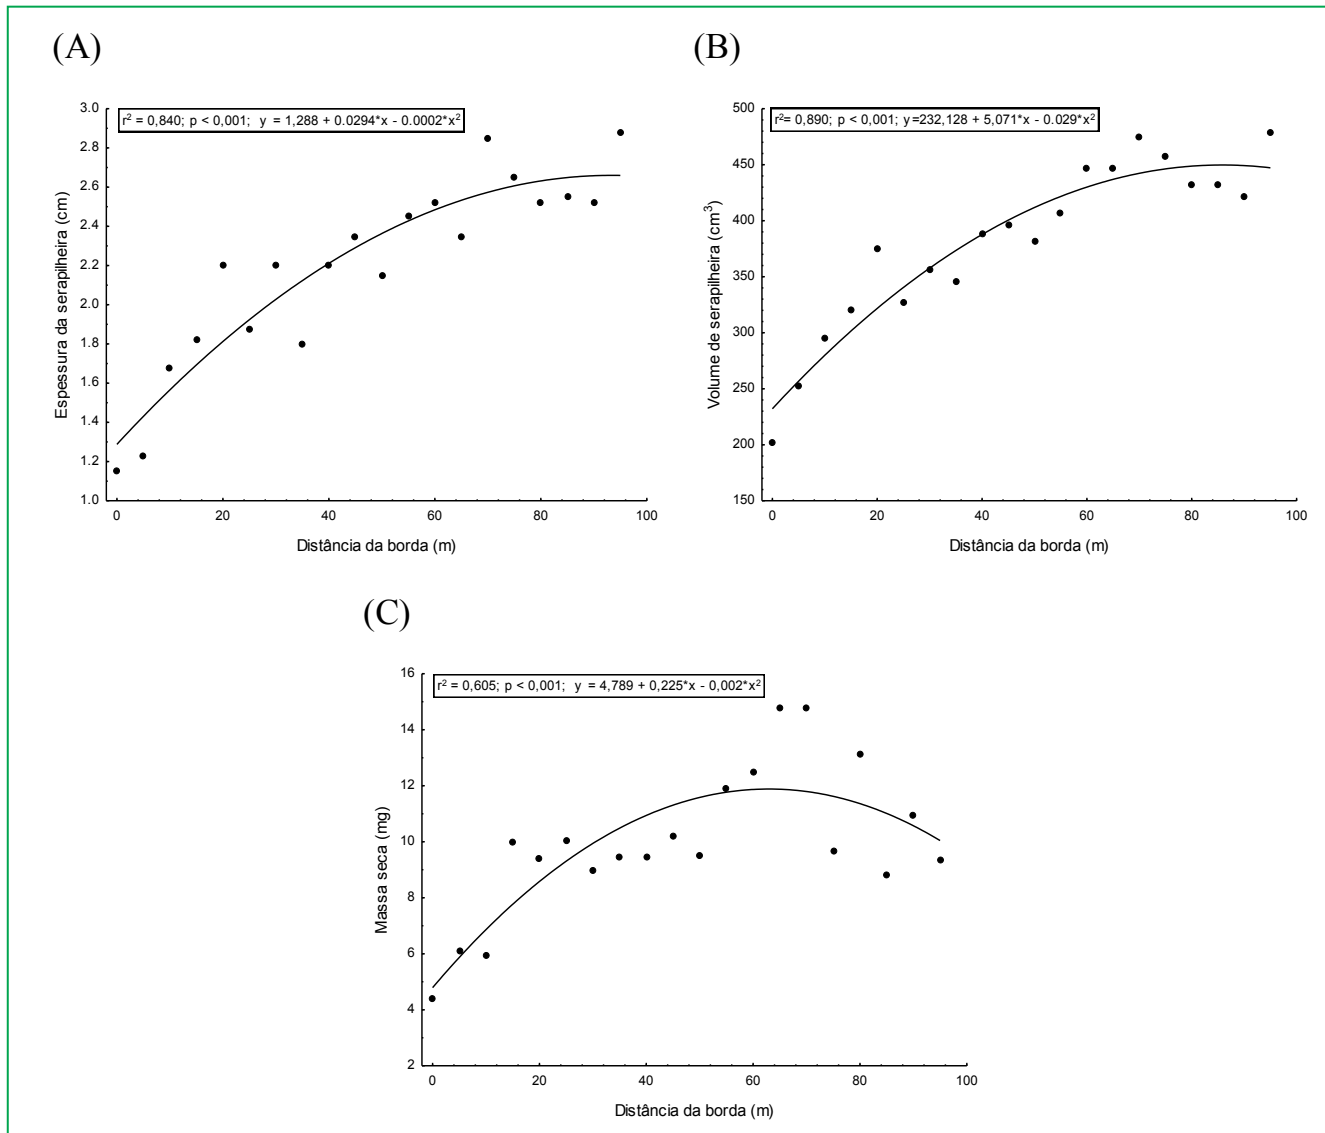 (A)
r² = 0,840; p < 0,001; y = 1,288 + 0.0294*x - 0.0002*x²
3.0
2.8
2.6
2.4
2.2
2.0
1.8
1.6
1.4
1.2
1.0
Espessura da serapilheira (cm)
0 20 40 60 80 100
Distância da borda (m)
(B)
r²= 0,890; p < 0,001; y=232,128 + 5,071*x - 0.029*x²
500
450
400
350
300
250
200
150
Volume de serapilheira (cm³)
0 20 40 60 80 100
Distância da borda (m)
(C)
r² = 0,605; p < 0,001; y = 4,789 + 0,225*x - 0,002*x²
16
14
12
10
8
6
4
2
Massa seca (mg)
0 20 40 60 80 100
Distância da borda (m)